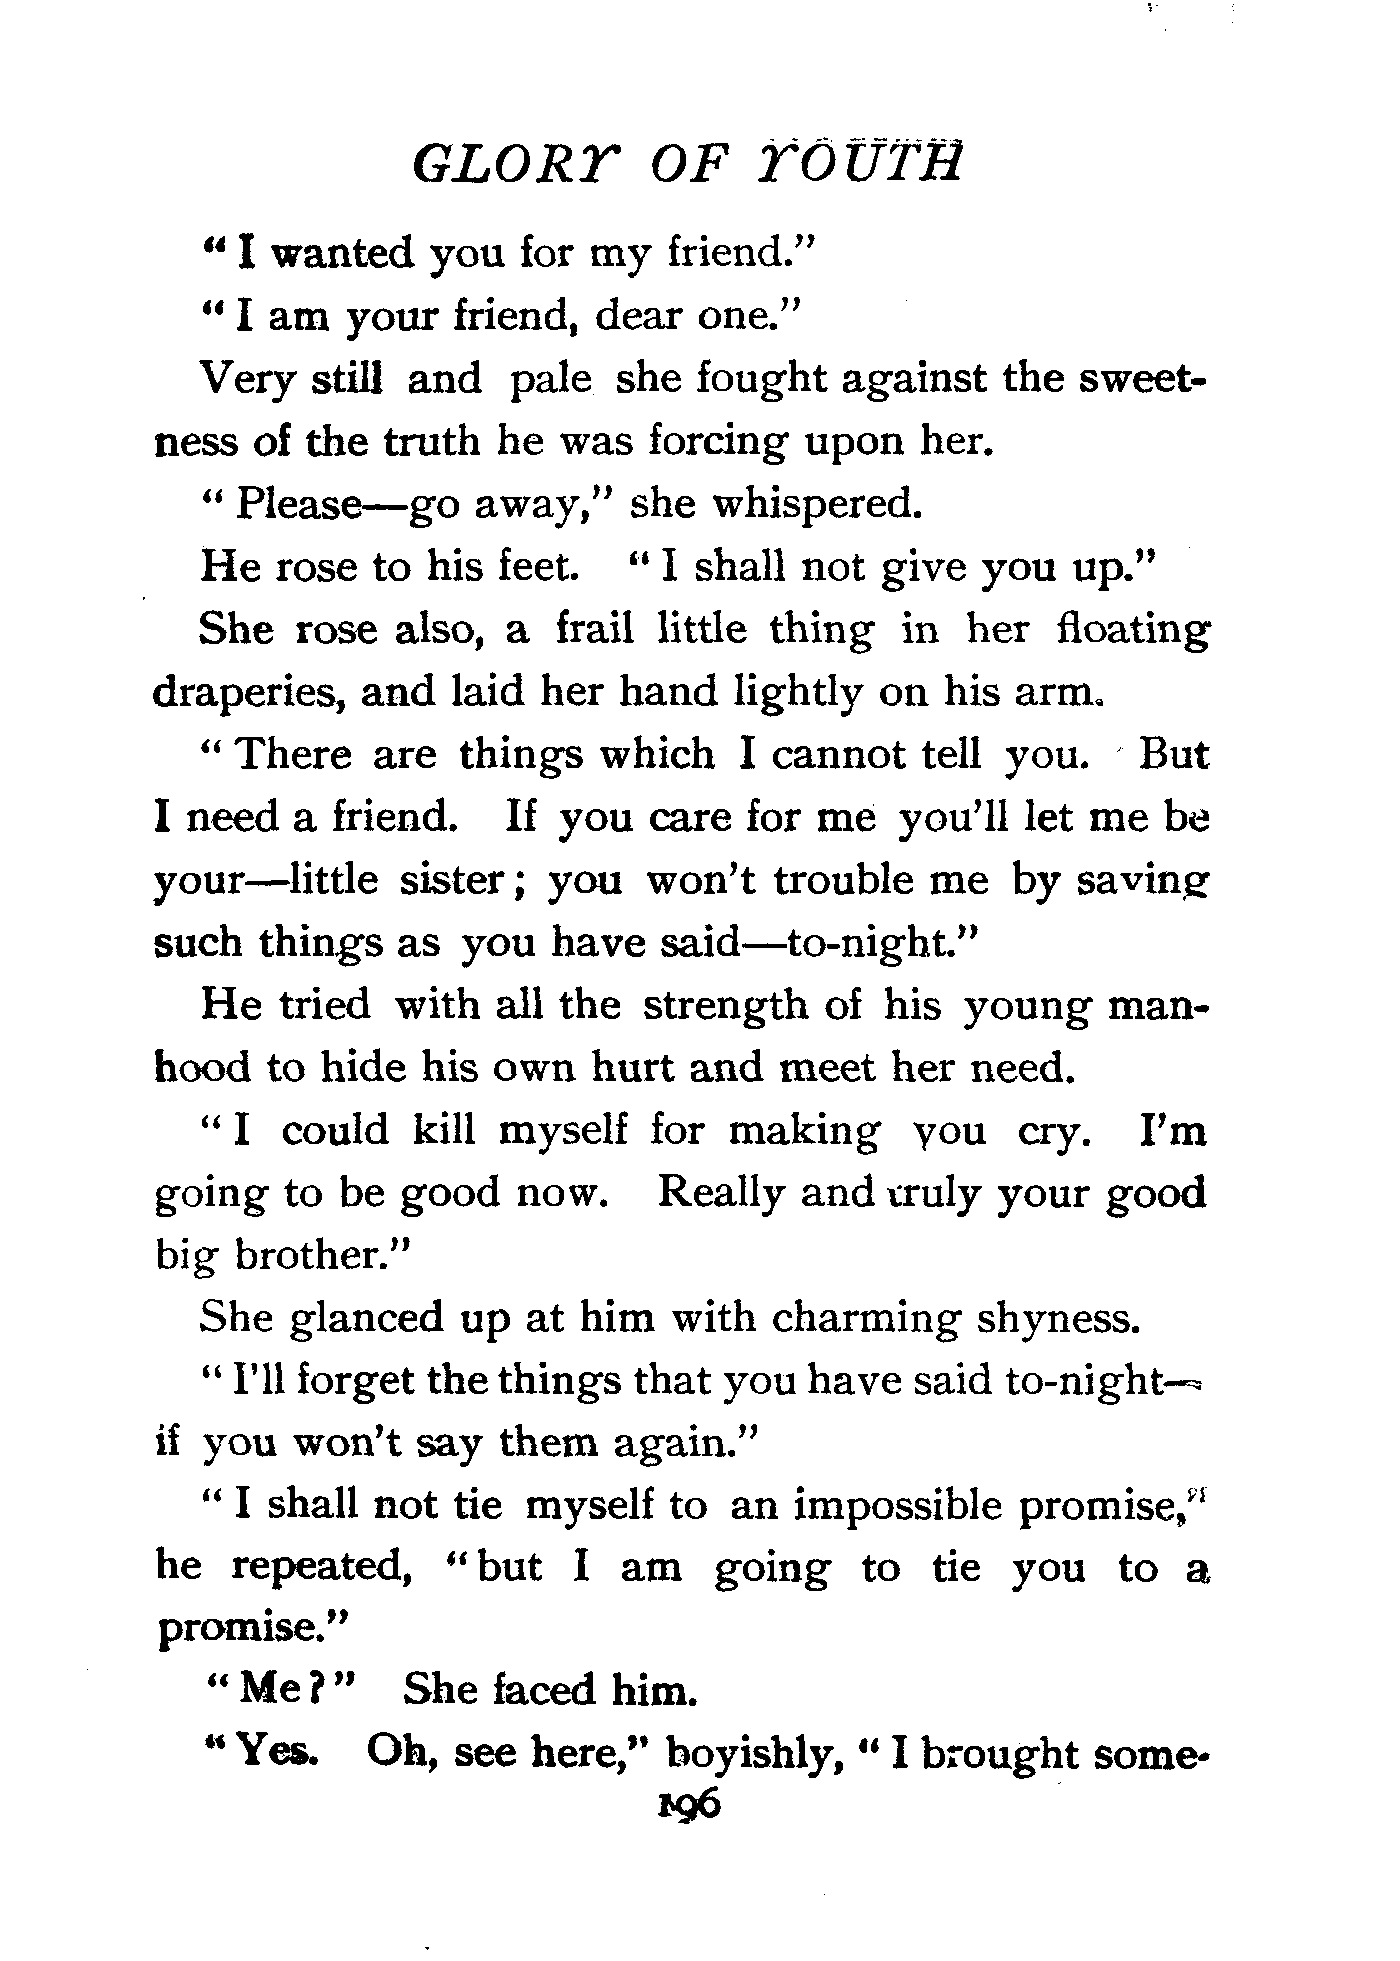 GLORY OF YOUTH
" I wanted you for my friend."
" I am your friend, dear one."
Very still and pale she fought against the sweet-
ness of the truth he was forcing upon her.
" Please—go away," she whispered.
He rose to his feet. " I shall not give you up."
She rose also, a frail little thing in her floating
draperies, and laid her hand lightly on his arm.
" There are things which I cannot tell you. But
I need a friend. If you care for me you'll let me be
your—little sister; you won't trouble me by saying
such things as you have said—to-night."
He tried with all the strength of his young man-
hood to hide his own hurt and meet her need.
" I could kill myself for making you cry. I'm
going to be good now. Really and truly your good
big brother."
She glanced up at him with charming shyness.
" I'll forget the things that you have said to-night—
if you won't say them again."
" I shall not tie myself to an impossible promise,"
he repeated, " but I am going to tie you to a
promise."
" Me?" She faced him.
" Yes. Oh, see here," boyishly, " I brought some-
196